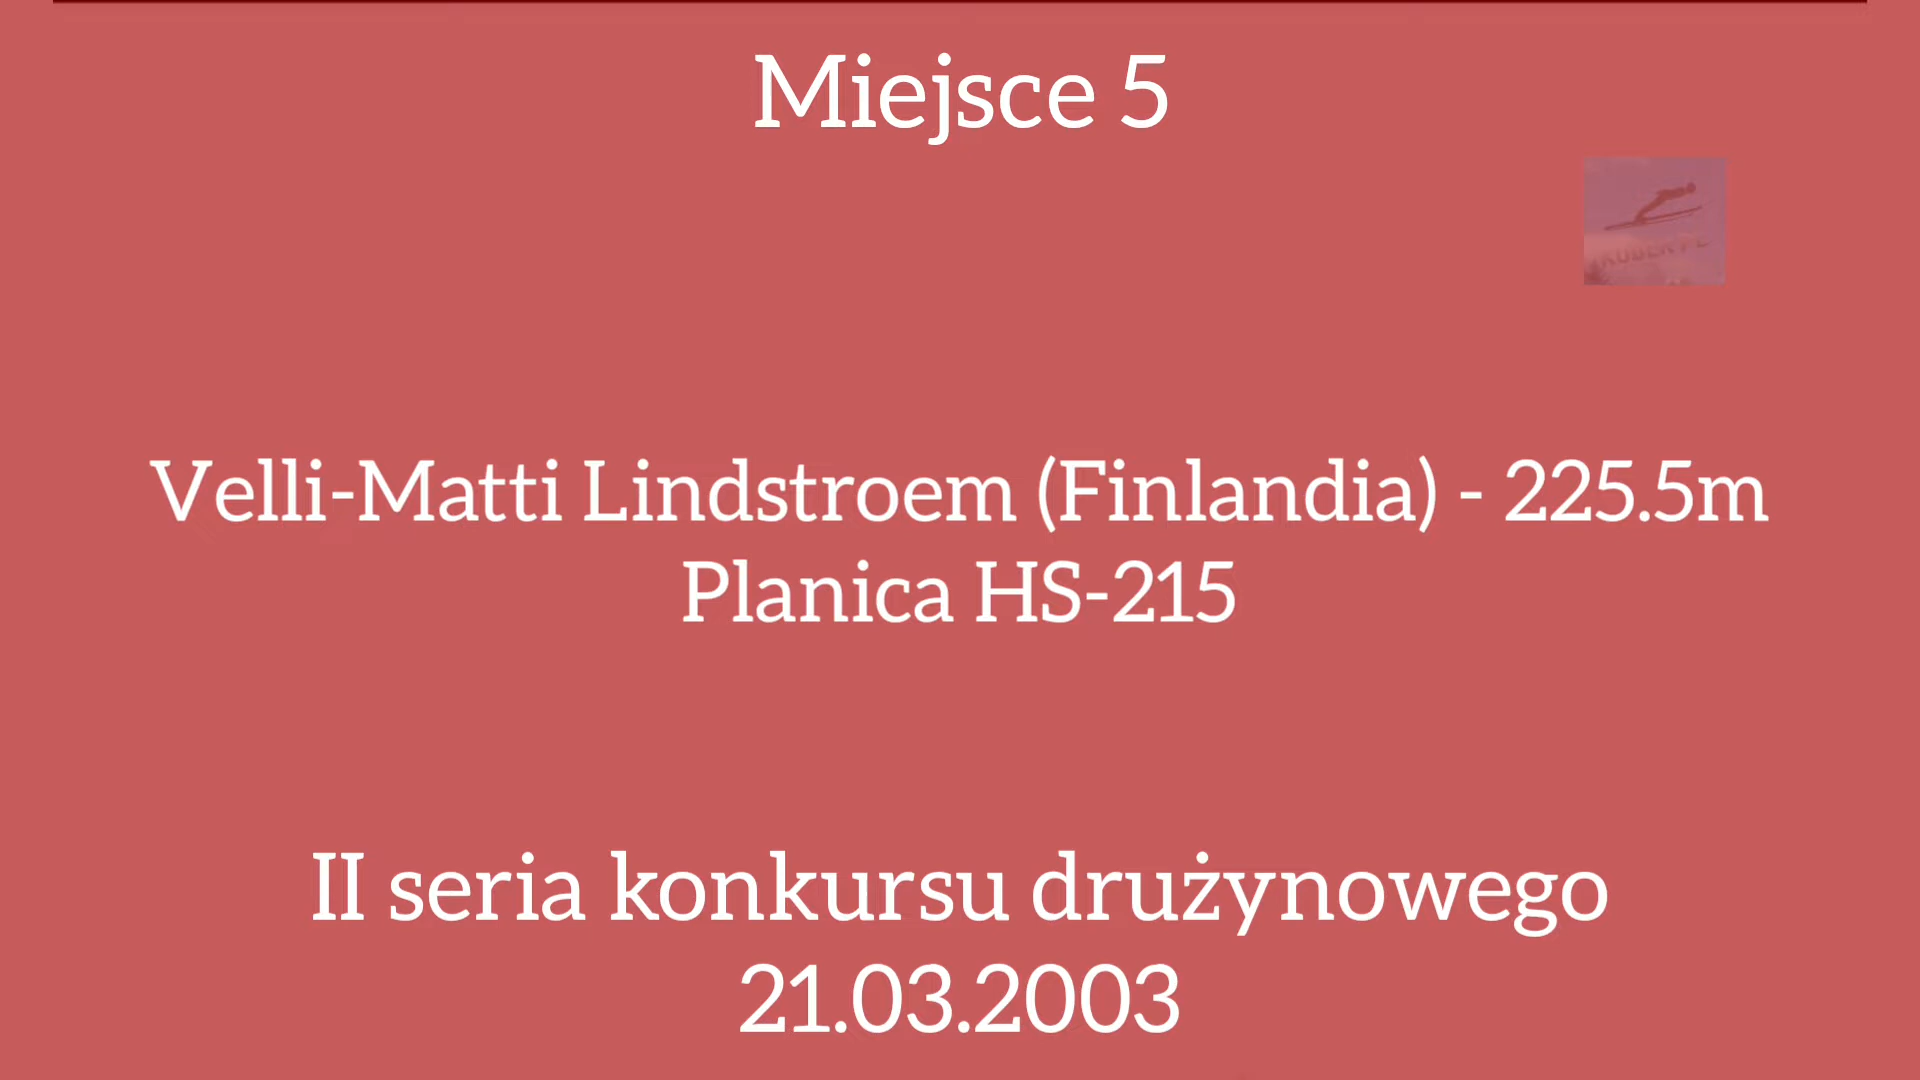 Miejsce 5
Velli-Matti Lindstroem (Finlandia) - 225.5m
Planica HS-215
II seria konkursu drużynowego
21.03.2003